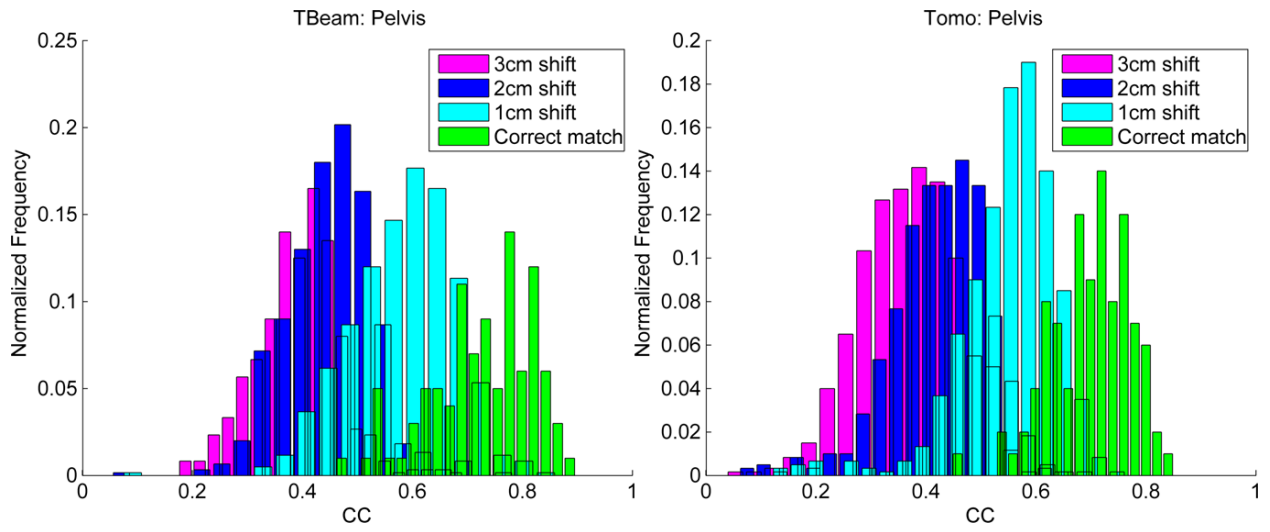 TBeam: Pelvis
0.25
0.2
0.15
0.1
0.05
0
Normalized Frequency
3cm shift
2cm shift
1cm shift
Correct match
0 0.2 0.4 0.6 0.8 1
CC
Tomo: Pelvis
0.2
0.18
0.16
0.14
0.12
0.1
0.08
0.06
0.04
0.02
0
Normalized Frequency
3cm shift
2cm shift
1cm shift
Correct match
0 0.2 0.4 0.6 0.8 1
CC